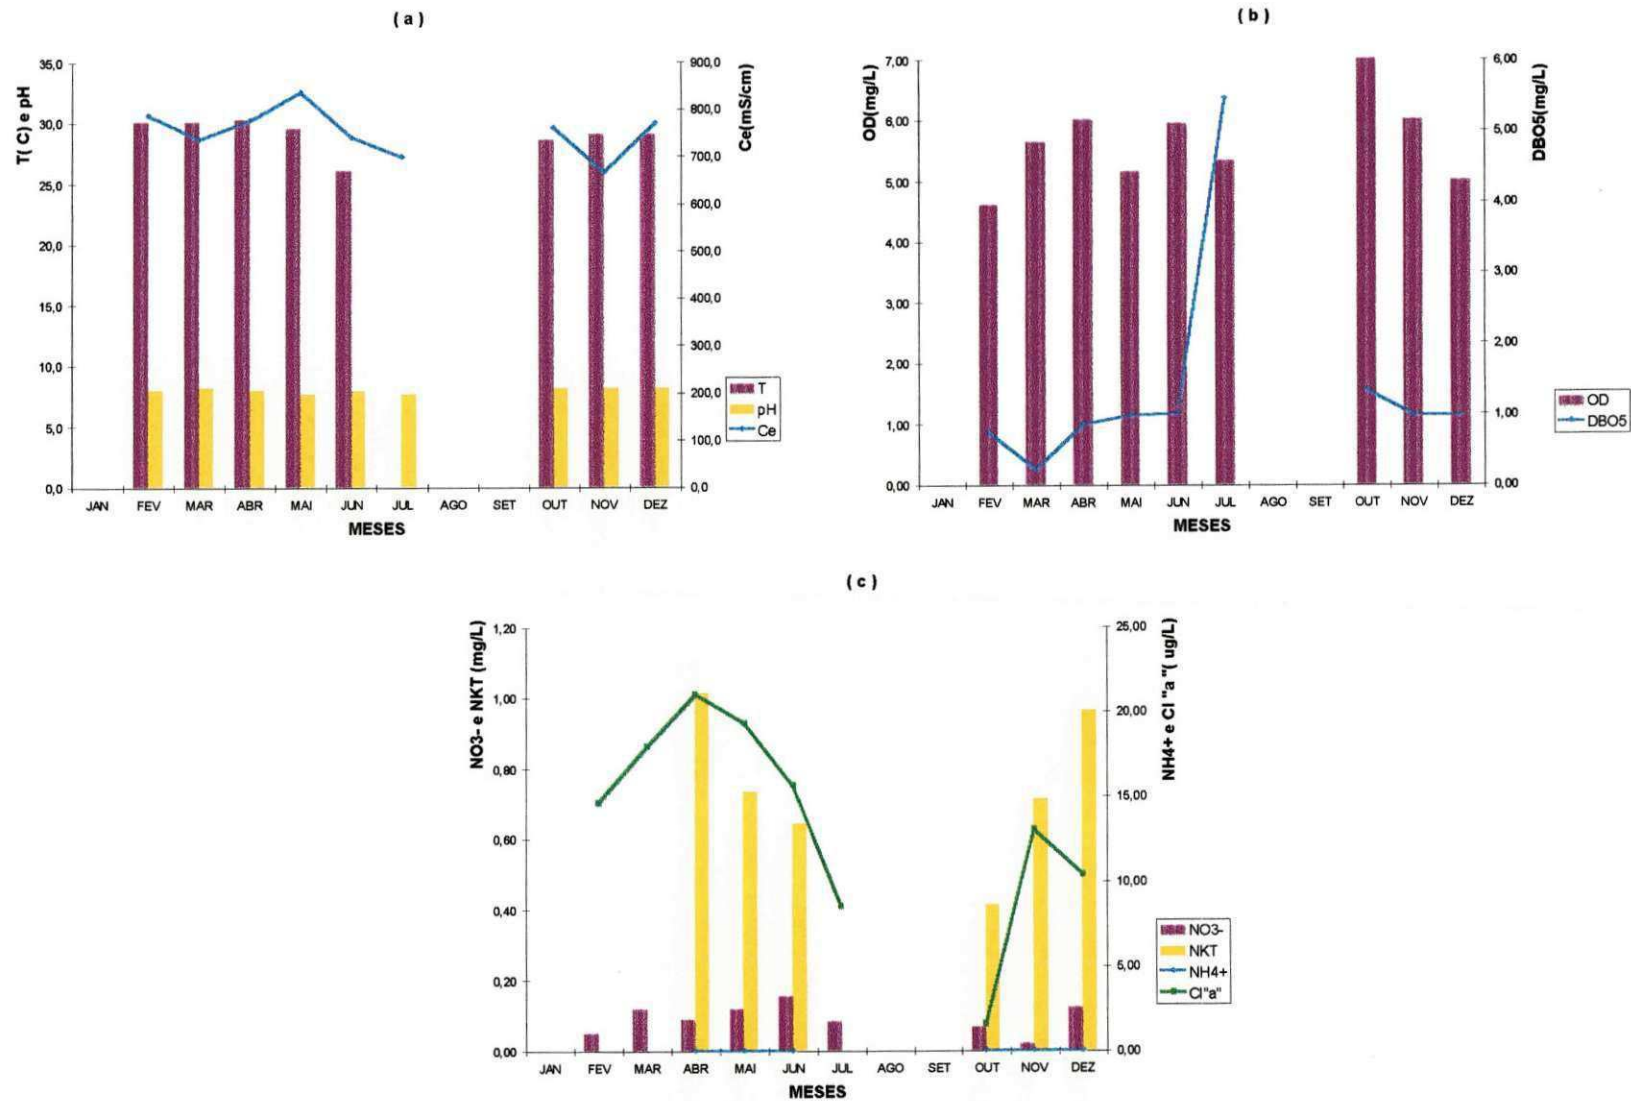 ( a )
T( C) e pH
35,0
30,0
25,0
20,0
15,0
10,0
5,0
0,0
900,0
800,0
700,0
600,0
500,0
400,0
300,0
200,0
100,0
0,0
Ce(mS/cm)
T
pH
Ce
JAN FEV MAR ABR MAI JUN JUL AGO SET OUT NOV DEZ
MESES
( b )
OD(mg/L)
7,00
6,00
5,00
4,00
3,00
2,00
1,00
0,00
6,00
5,00
4,00
3,00
2,00
1,00
0,00
DBO5(mg/L)
OD
DBO5
JAN FEV MAR ABR MAI JUN JUL AGO SET OUT NOV DEZ
MESES
( c )
NO3- e NKT (mg/L)
1,20
1,00
0,80
0,60
0,40
0,20
0,00
25,00
20,00
15,00
10,00
5,00
0,00
NH4+ e Cl "a "( ug/L)
NO3-
NKT
NH4+
Cl"a"
JAN FEV MAR ABR MAI JUN JUL AGO SET OUT NOV DEZ
MESES